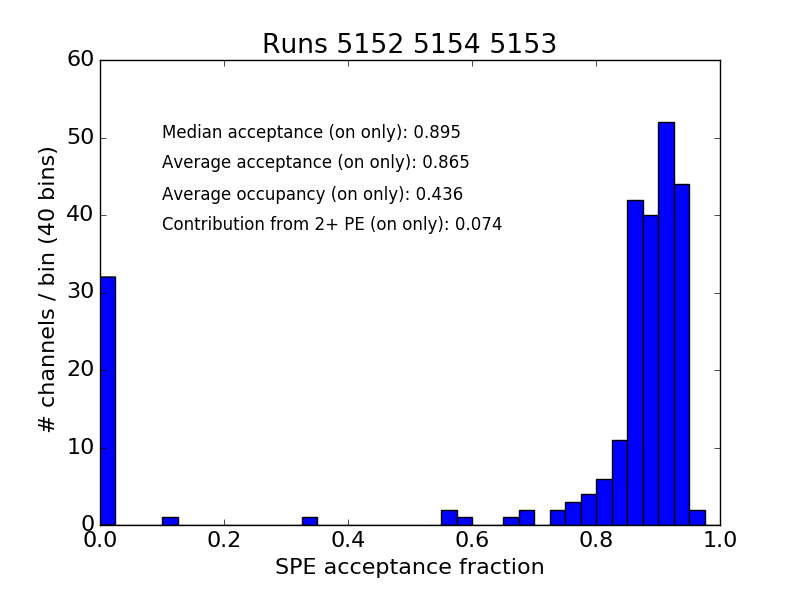 Runs 5152 5154 5153
60
50
40
30
20
10
0
# channels / bin (40 bins)
Median acceptance (on only): 0.895
Average acceptance (on only): 0.865
Average occupancy (on only): 0.436
Contribution from 2+ PE (on only): 0.074
0.0 0.2 0.4 0.6 0.8 1.0
SPE acceptance fraction